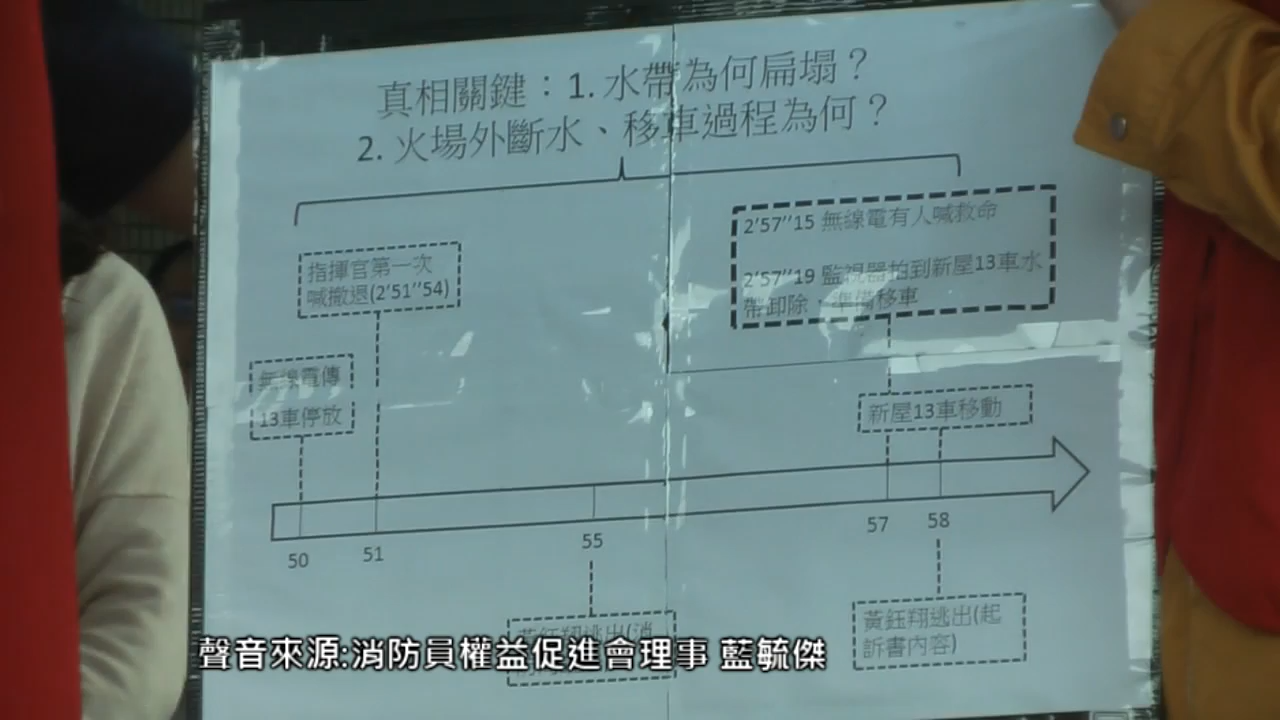 真相關鍵：1. 水帶為何扁塌？
2. 火場外斷水、移車過程為何？
2’57’’15 無線電有人喊救命
2’57’’19 監視器拍到新屋13車水
帶卸除，準備移車
指揮官第一次
喊撤退(2’51’’54)
無線電傳
13車停放
新屋13車移動
50
51
55
57
58
黃鈺翔逃出(消
黃鈺翔逃出(起
訴書內容)
聲音來源:消防員權益促進會理事 藍毓傑